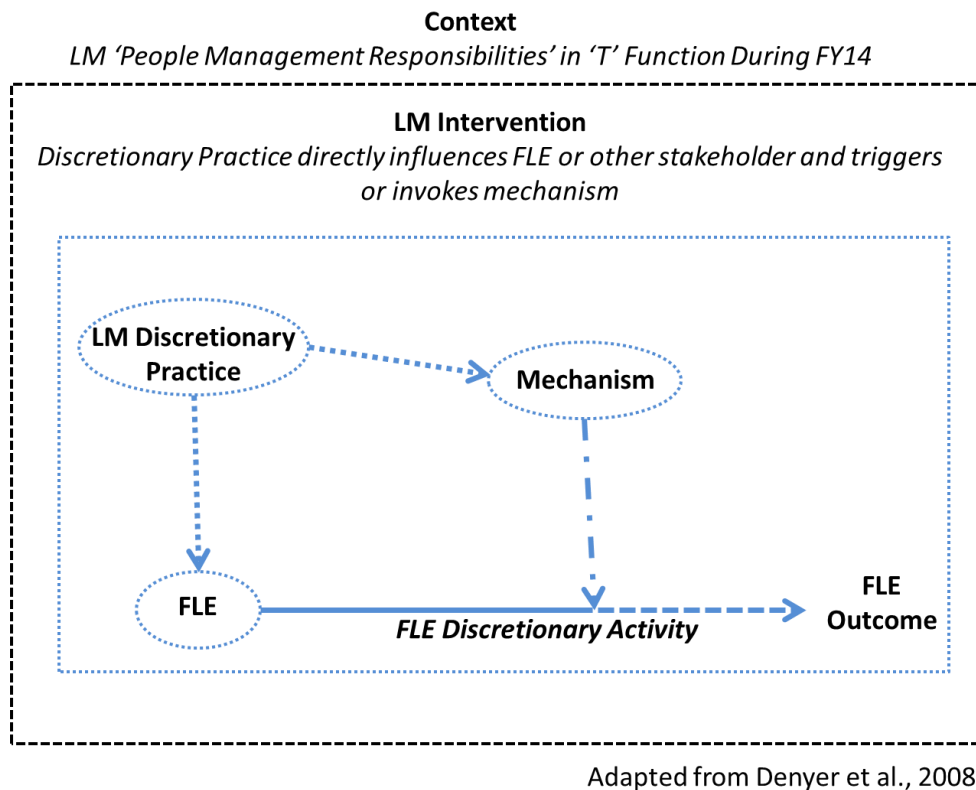 Context
LM ‘People Management Responsibilities’ in ‘T’ Function During FY14
LM Intervention
Discretionary Practice directly influences FLE or other stakeholder and triggers
or invokes mechanism
LM Discretionary
Practice
Mechanism
FLE
FLE Discretionary Activity
FLE
Outcome
Adapted from Denyer et al., 2008